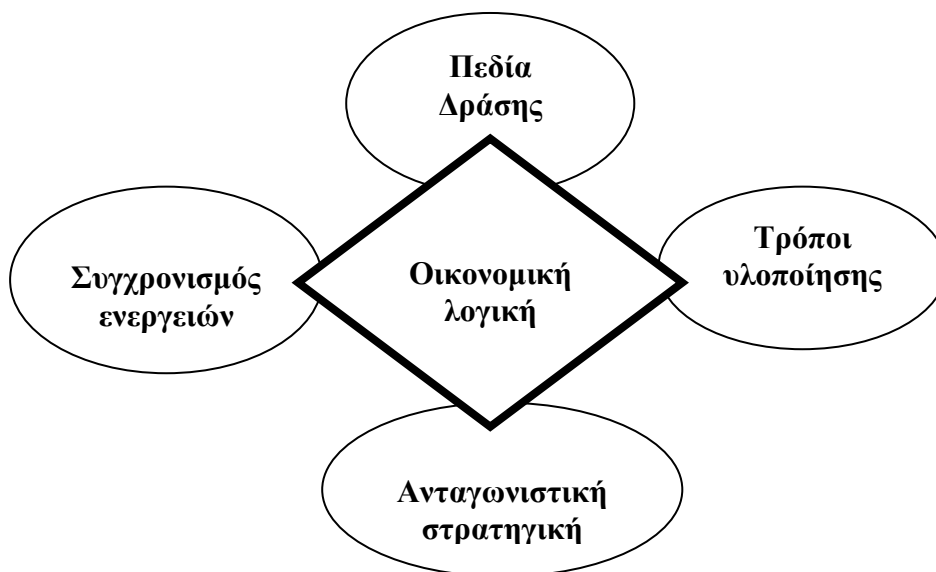 Πεδία
Δράσης
Τρόποι
υλοποίησης
Συγχρονισμός
ενεργειών
Οικονομική
λογική
Ανταγωνιστική
στρατηγική